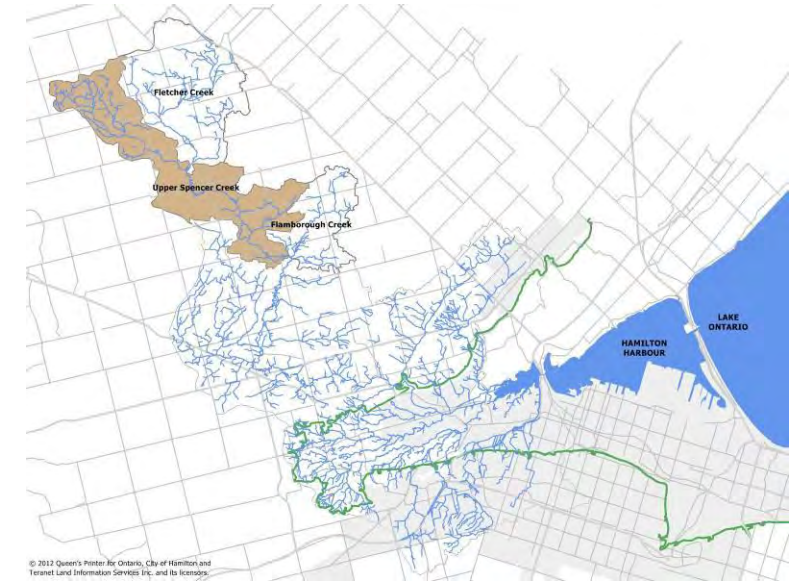 Fletcher Creek
Upper Spencer Creek
Flamborough Creek
LAKE
ONTARIO
HAMILTON
HARBOUR
© 2012 Queen's Printer for Ontario, City of Hamilton and
Teranet Land Information Services Inc. and its licensors.